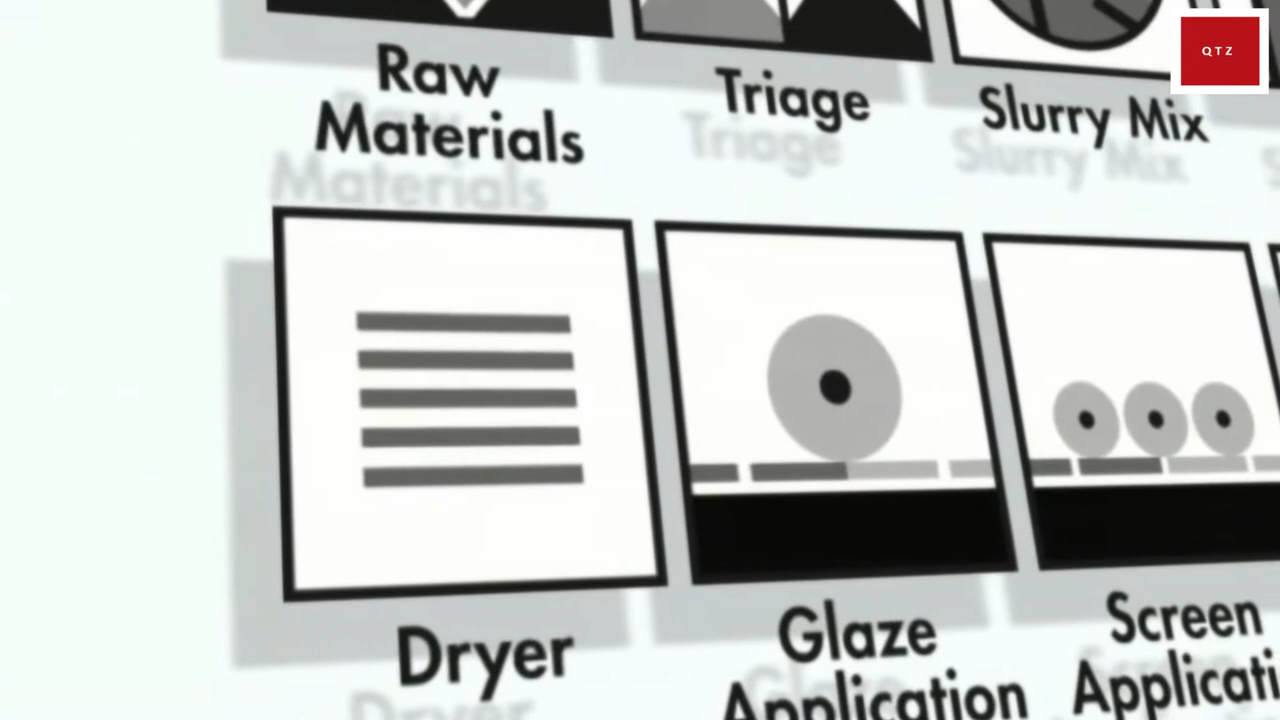 QTZ
Raw
Materials
Triage
Slurry Mix
Dryer
Glaze
Application
Screen
Applicati